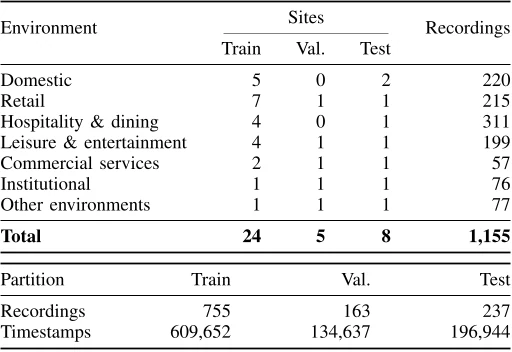 Environment Sites Recordings
Train Val. Test
Domestic 5 0 2 220
Retail 7 1 1 215
Hospitality & dining 4 0 1 311
Leisure & entertainment 4 1 1 199
Commercial services 2 1 1 57
Institutional 1 1 1 76
Other environments 1 1 1 77
Total 24 5 8 1,155
Partition Train Val. Test
Recordings 755 163 237
Timestamps 609,652 134,637 196,944